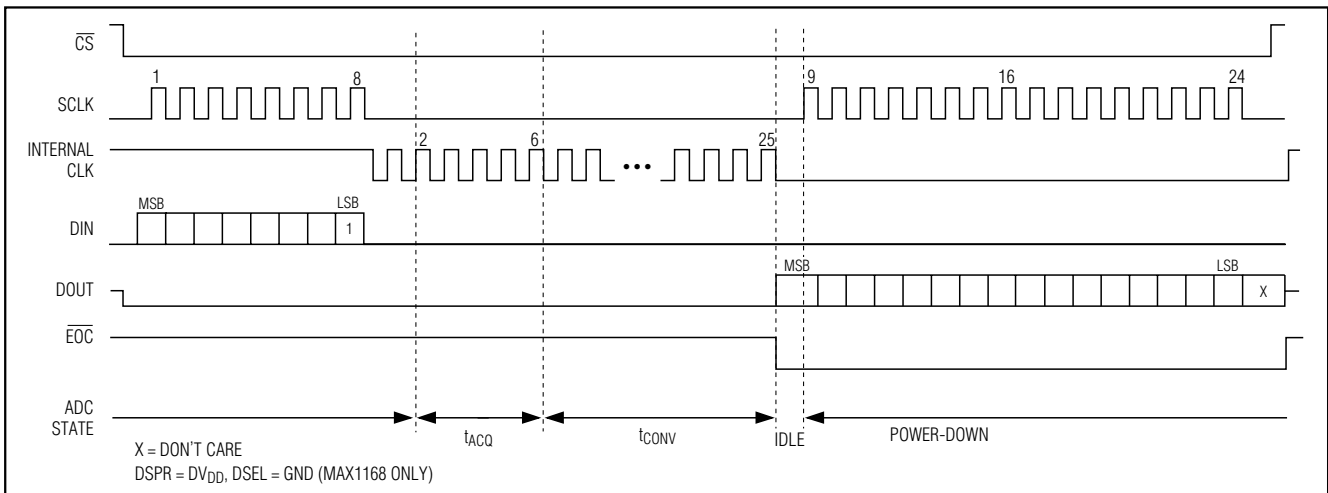 CS
1 8 9 16 24
SCLK
INTERNAL
CLK
2 6 25
MSB LSB
DIN 1
MSB LSB
DOUT X
EOC
ADC
STATE
tACQ tCONV IDLE POWER-DOWN
X = DON'T CARE
DSPR = DVDD, DSEL = GND (MAX1168 ONLY)